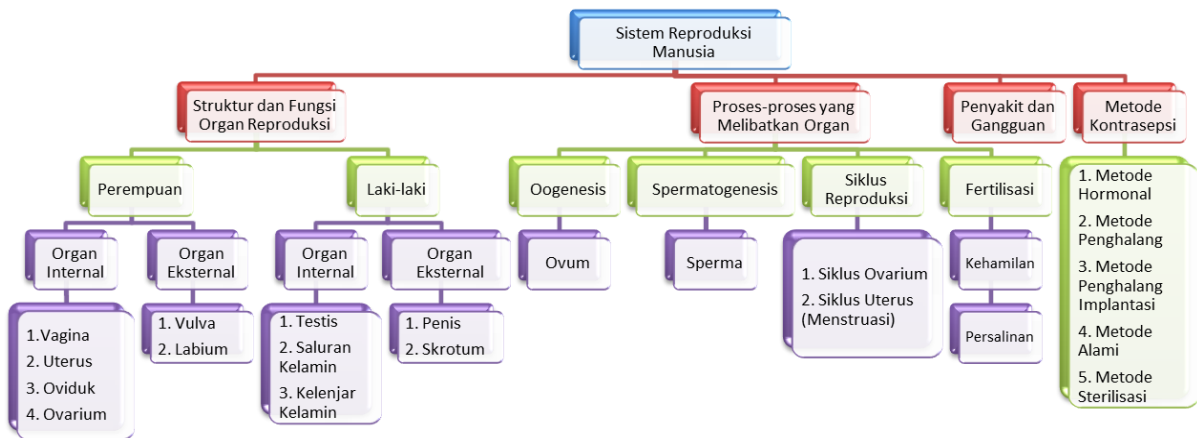 Sistem Reproduksi
Manusia
Struktur dan Fungsi
Organ Reproduksi
Proses-proses yang
Melibatkan Organ
Penyakit dan
Gangguan
Metode
Kontrasepsi
Perempuan
Laki-laki
Oogenesis
Spermatogenesis
Siklus
Reproduksi
Fertilisasi
1. Metode
Hormonal
2. Metode
Penghalang
3. Metode
Penghalang
Implantasi
4. Metode
Alami
5. Metode
Sterilisasi
Organ
Internal
Organ
Eksternal
Organ
Internal
Organ
Eksternal
Ovum
Sperma
1. Siklus Ovarium
2. Siklus Uterus
(Menstruasi)
Kehamilan
Persalinan
1.Vagina
2. Uterus
3. Oviduk
4. Ovarium
1. Vulva
2. Labium
1. Testis
2. Saluran
Kelamin
3. Kelenjar
Kelamin
1. Penis
2. Skrotum